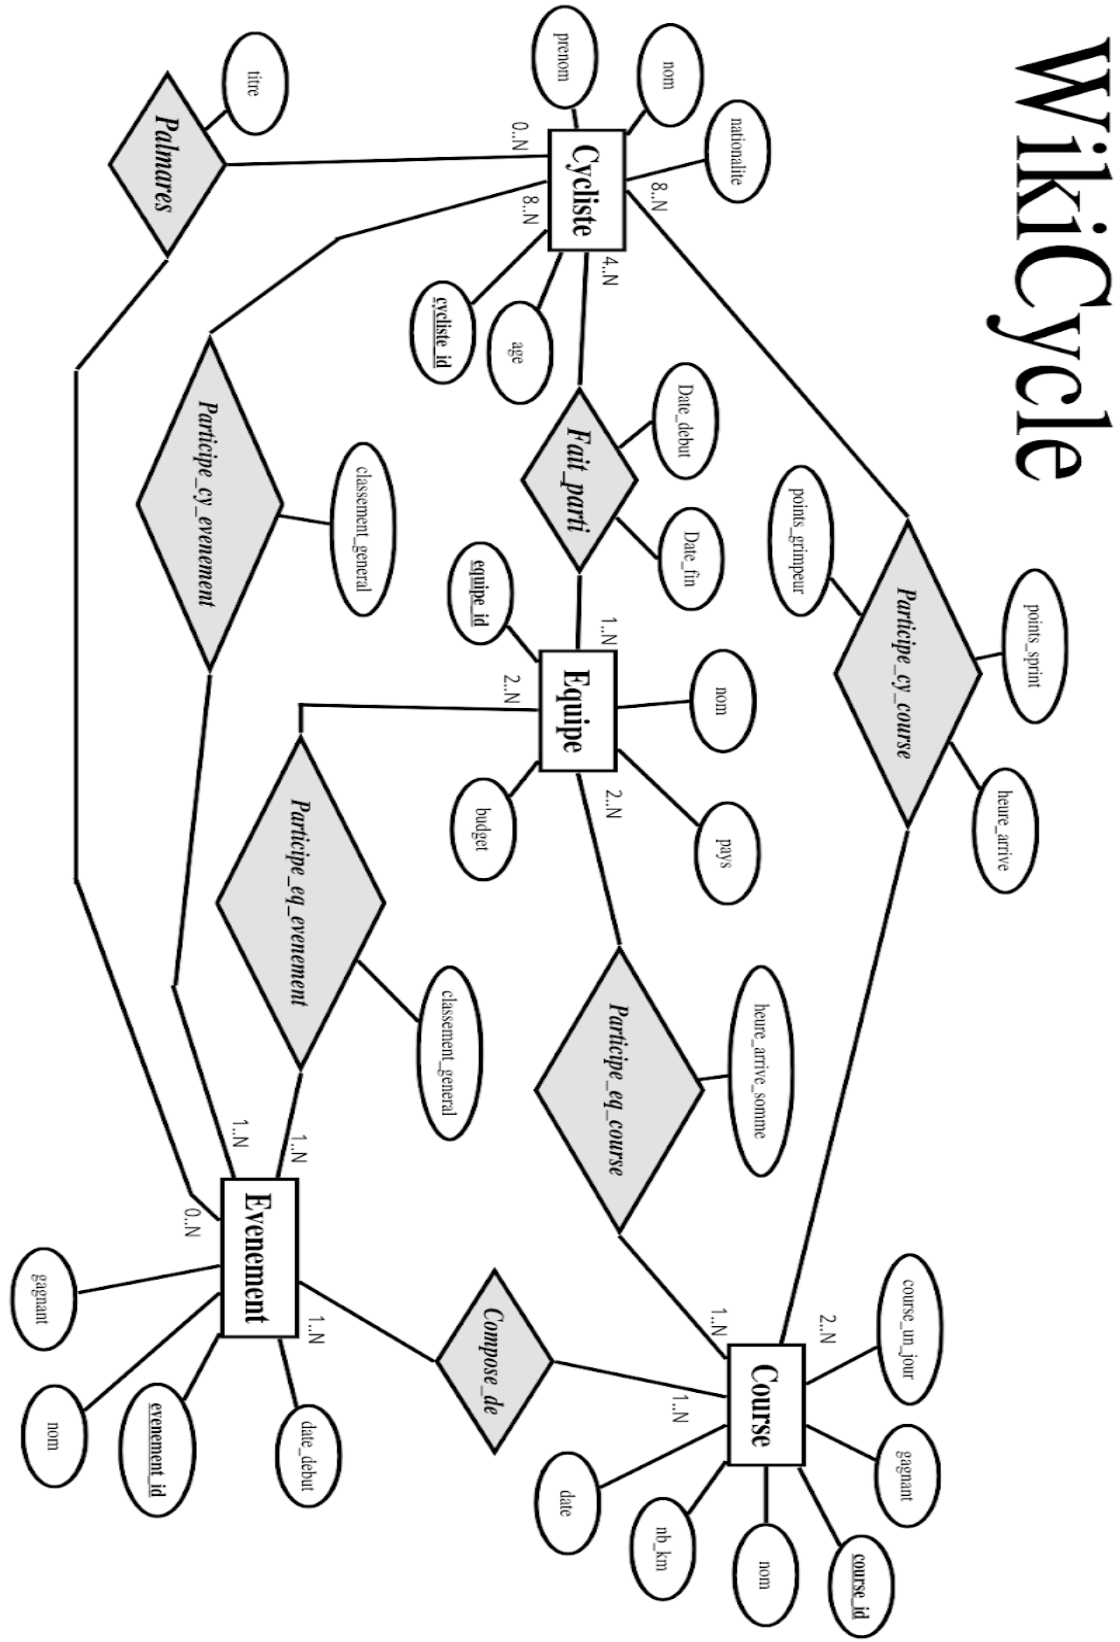 WikiCycle
points_sprint
heure_arrive
Participe_cy_course
course_un_jour
gagnant
course_id
2..N
points_grimpeur
heure_arrive_somme
Course
nom
nationalite
nom
pays
1..N
nom
8..N
Date_debut
Date_fin
1..N
nb_km
4..N
1..N
2..N
Participe_eq_course
Cycliste
Fait_parti
Equipe
prenom
date
0..N
8..N
age
2..N
Compose_de
cycliste_id
equipe_id
budget
classement_general
classement_general
1..N
date_debut
Participe_eq_evenement
1..N
titre
Evenement
1..N
Participe_cy_evenement
0..N
Palmares
evenement_id
nom
gagnant